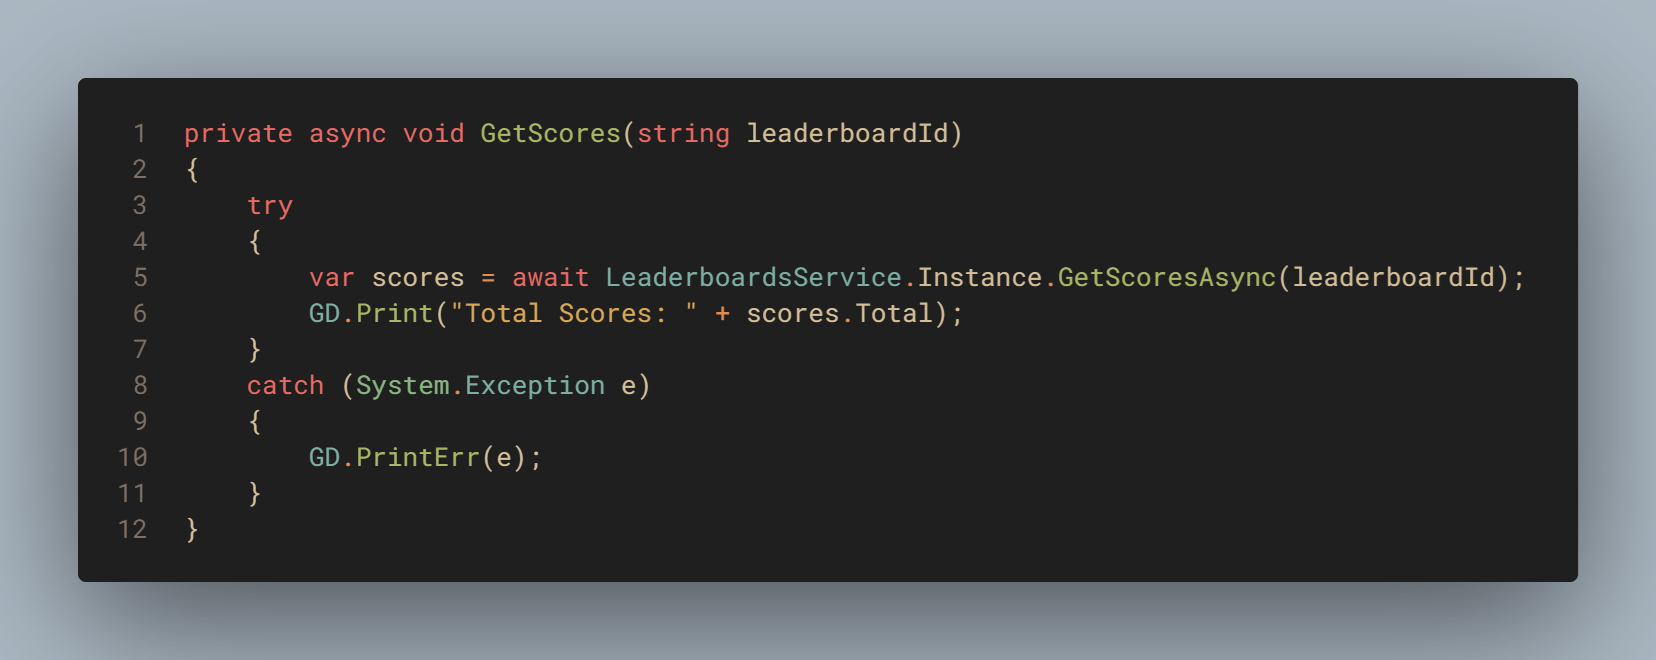 1 private async void GetScores(string leaderboardId)
2 {
3     try
4     {
5         var scores = await LeaderboardsService.Instance.GetScoresAsync(leaderboardId);
6         GD.Print("Total Scores: " + scores.Total);
7     }
8     catch (System.Exception e)
9     {
10         GD.PrintErr(e);
11     }
12 }